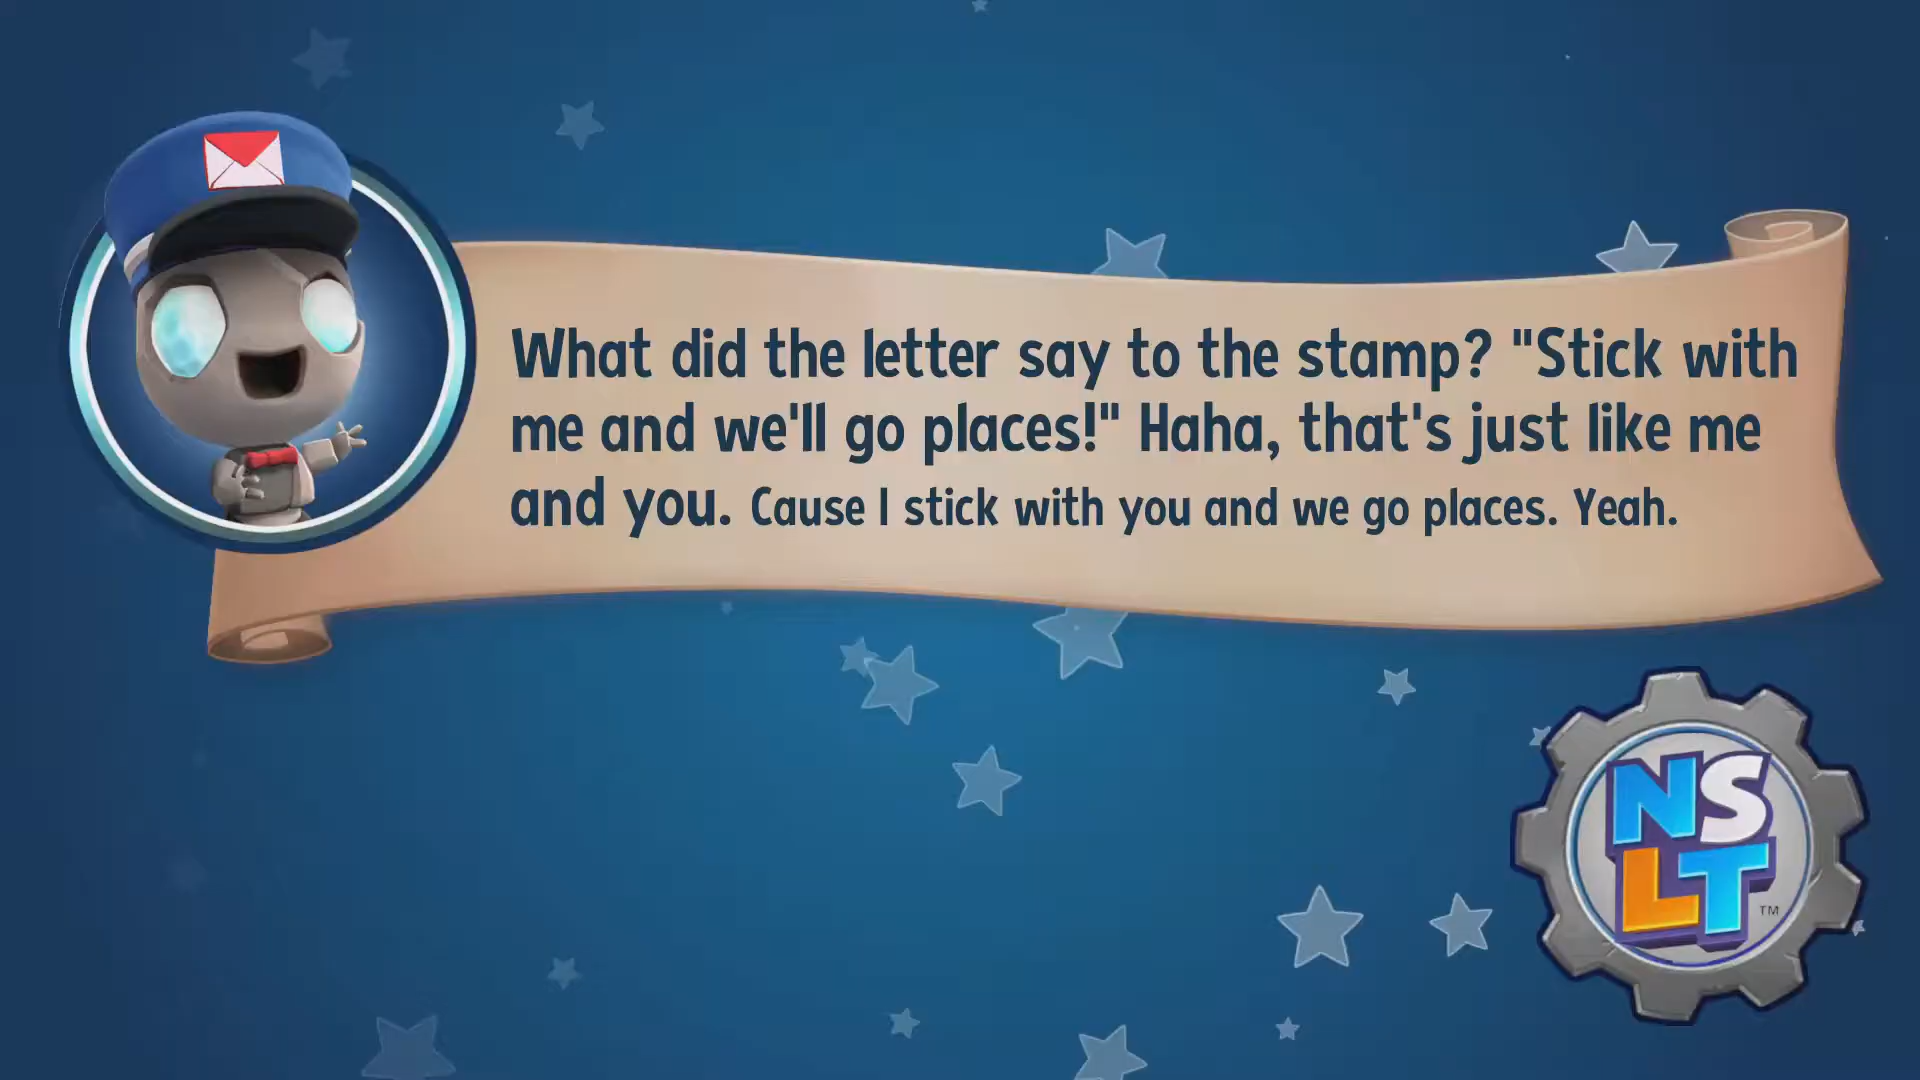 What did the letter say to the stamp? "Stick with
me and we'll go places!" Haha, that's just like me
and you. Cause I stick with you and we go places. Yeah.
NS
LT
TM